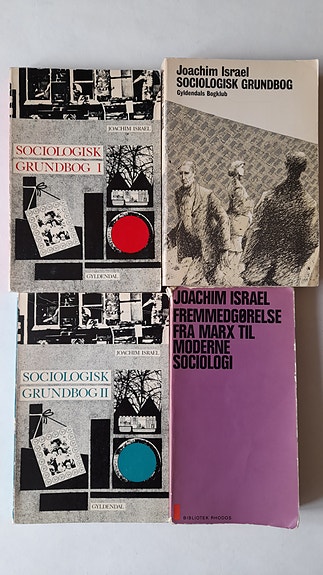 JOACHIM ISRAEL
SOCIOLOGISK
GRUNDBOG I
GYLDENDAL
Joachim Israel
SOCIOLOGISK GRUNDBOG
Gyldendals Bogklub
JOACHIM ISRAEL
SOCIOLOGISK
GRUNDBOG II
GYLDENDAL
JOACHIM ISRAEL
FREMMEDGØRELSE
FRA MARX TIL
MODERNE
SOCIOLOGI
BIBLIOTEK RHODOS